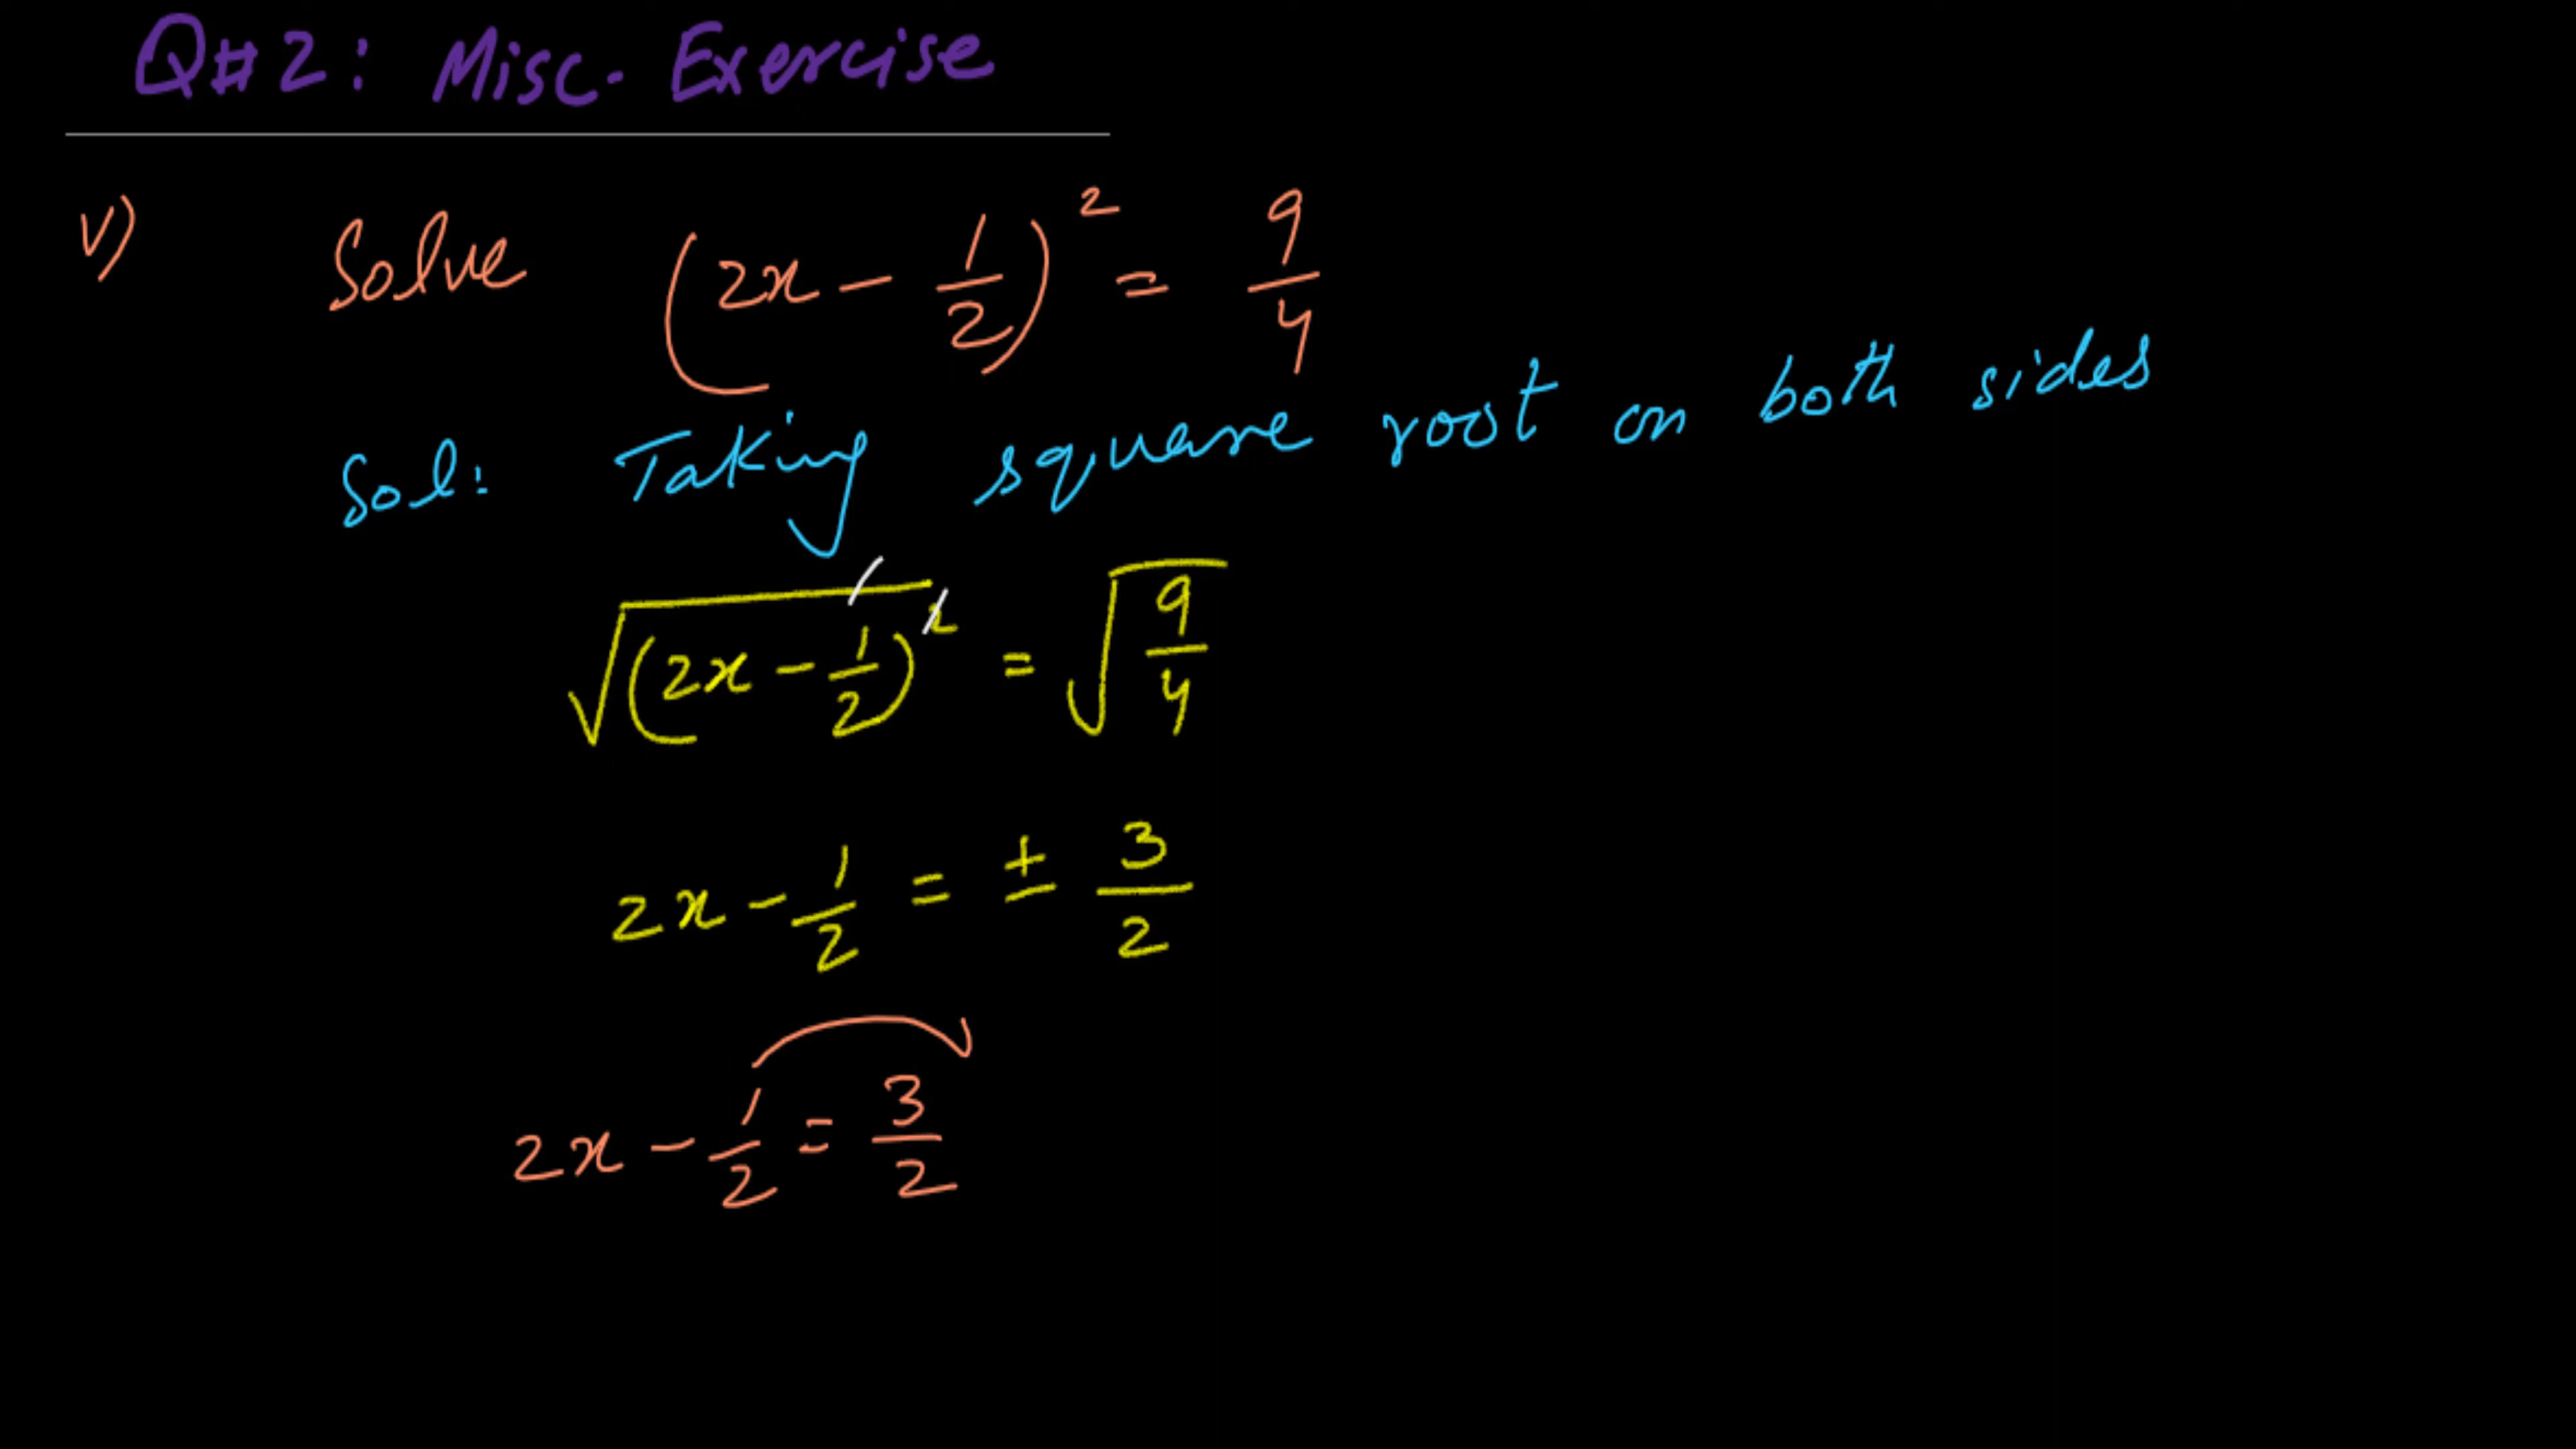 Q#2: Misc. Exercise
v) Solve (2x - 1/2)² = 9/4
Sol: Taking square root on both sides
√(2x - 1/2)² = √9/4
2x - 1/2 = ± 3/2
2x - 1/2 = 3/2